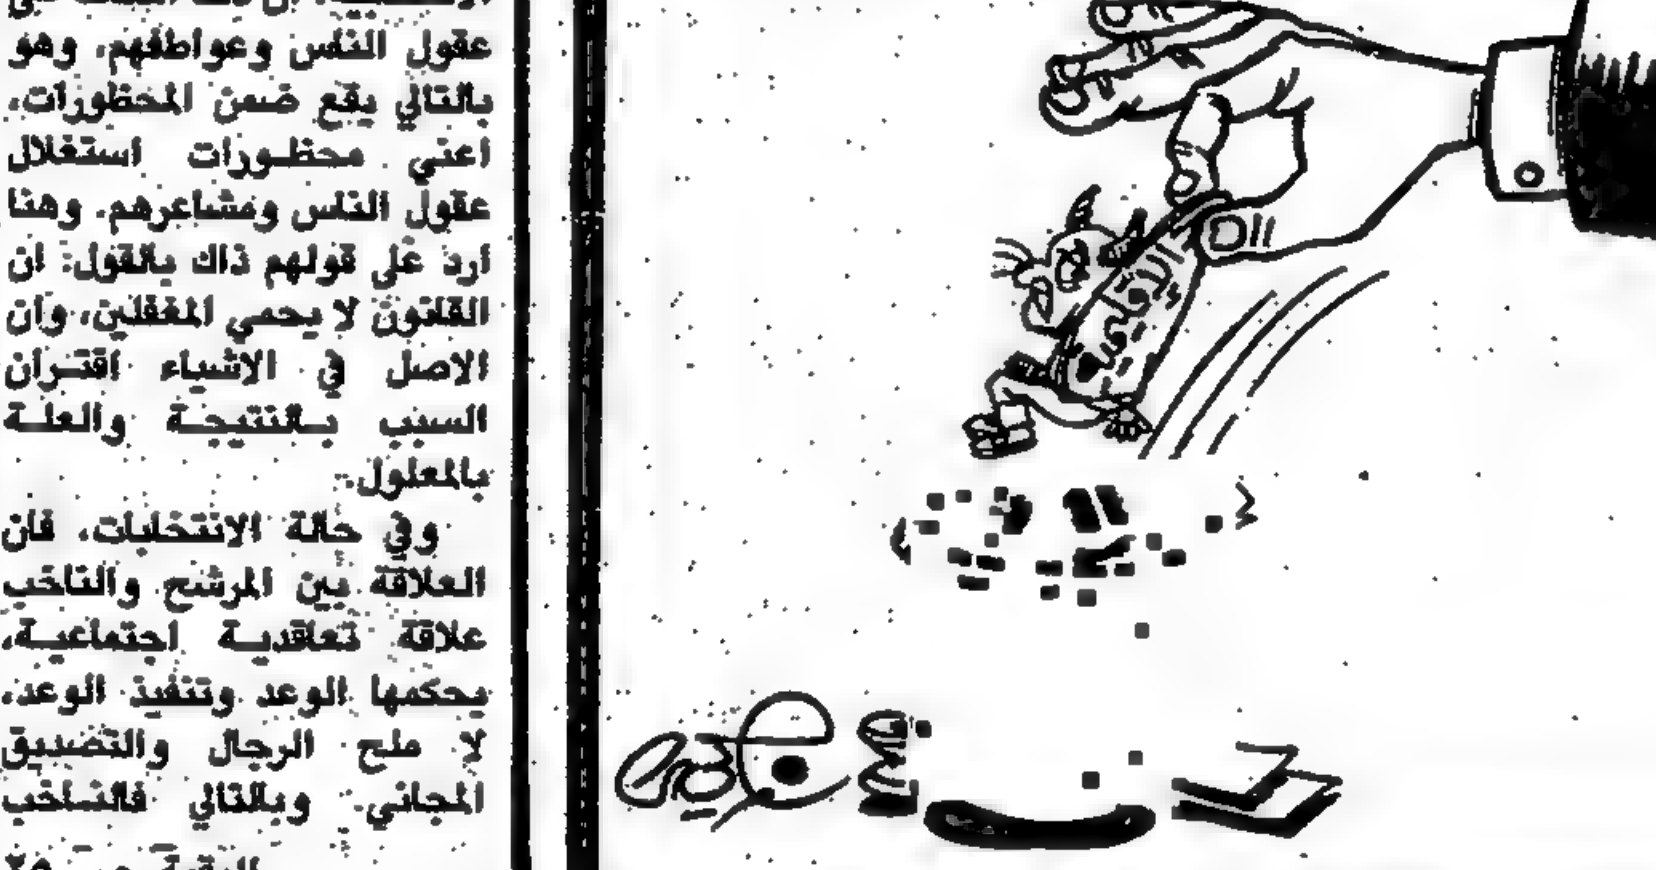 عقول الناس وعواطفهم، وهو
بالتالي يقع ضمن المحظورات،
اعني محظورات استغلال
عقول الناس ومشاعرهم، وهنا
ارد على قولهم ذاك بالقول: ان
القانون لا يحمي المغفلين، وان
الاصل في الاشياء اقتران
السبب بالنتيجة والعلة
بالمعلول.
وفي حالة الانتخابات، فان
العلاقة بين المرشح والناخب
علاقة تعاقدية اجتماعية،
يحكمها الوعد وتنفيذ الوعد،
لا ملح الرجال والتصديق
المجاني. وبالتالي فالناخب